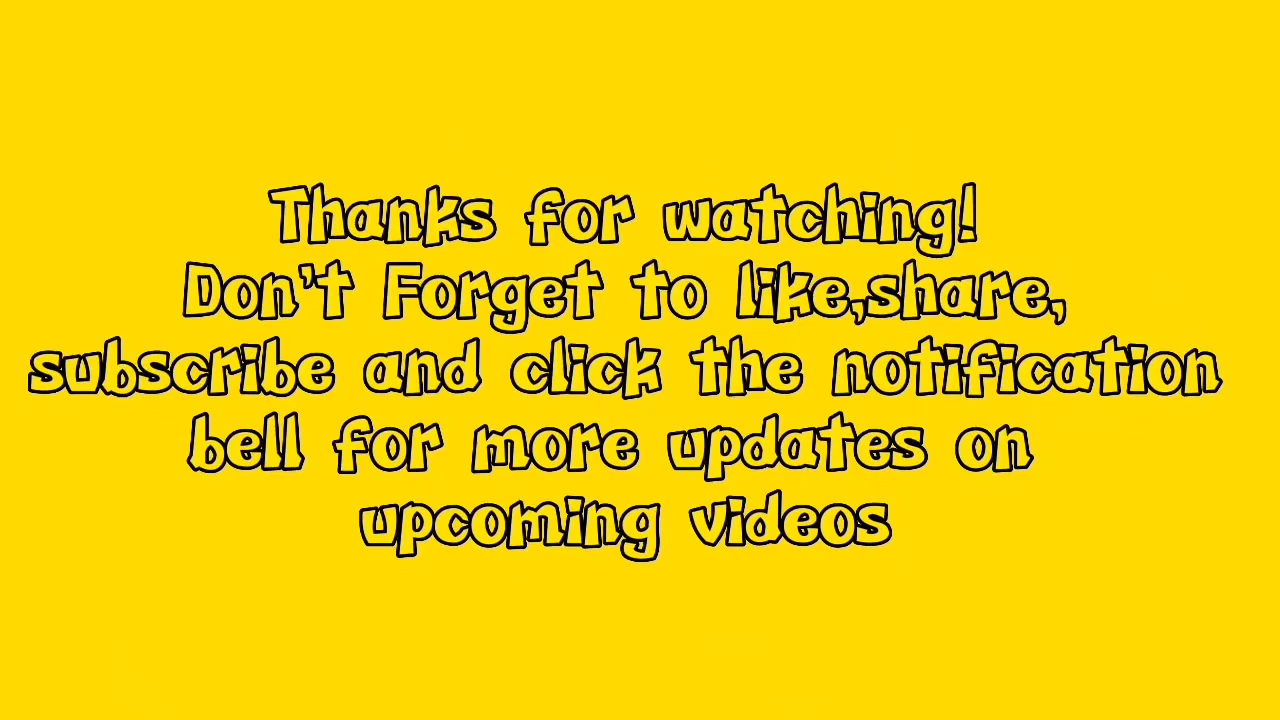 Thanks for watching!
Don't Forget to like,share,
subscribe and click the notification
bell for more updates on
upcoming videos